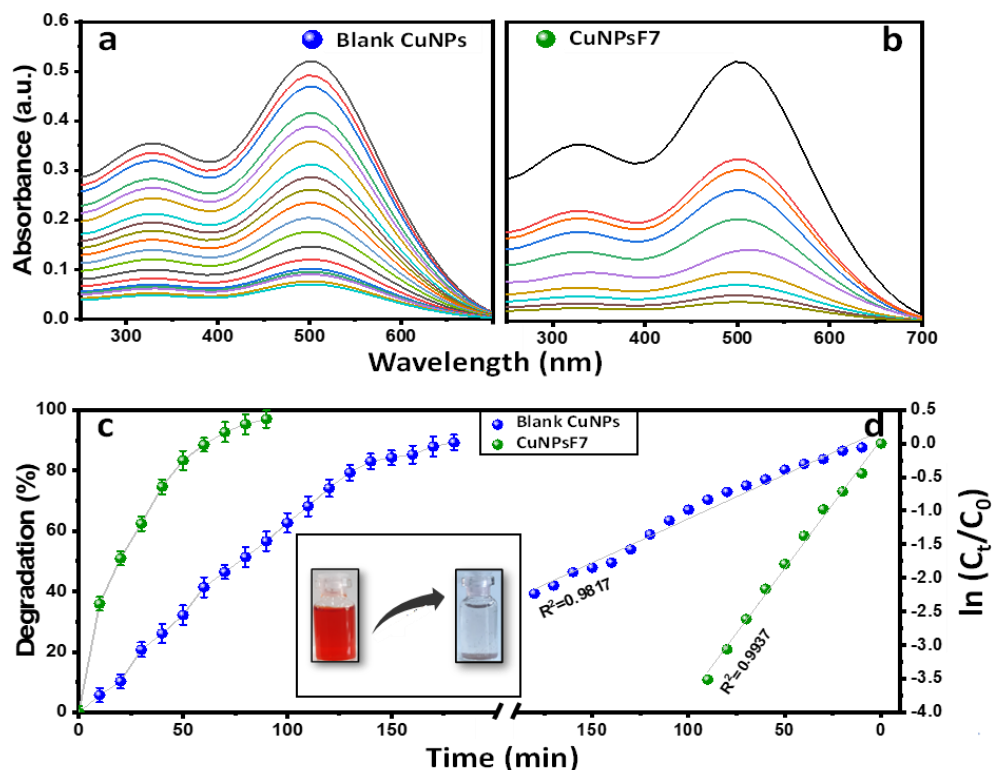 a
Blank CuNPs
CuNPsF7
b
Absorbance (a.u.)
0.6
0.5
0.4
0.3
0.2
0.1
0.0
300 400 500 600
300 400 500 600 700
Wavelength (nm)
c
Blank CuNPs
CuNPsF7
d
Degradation (%)
100
80
60
40
20
0
R²=0.9817
R²=0.9937
ln (Cₜ/C₀)
0.5
0.0
-0.5
-1.0
-1.5
-2.0
-2.5
-3.0
-3.5
-4.0
0 50 100 150
150 100 50 0
Time (min)